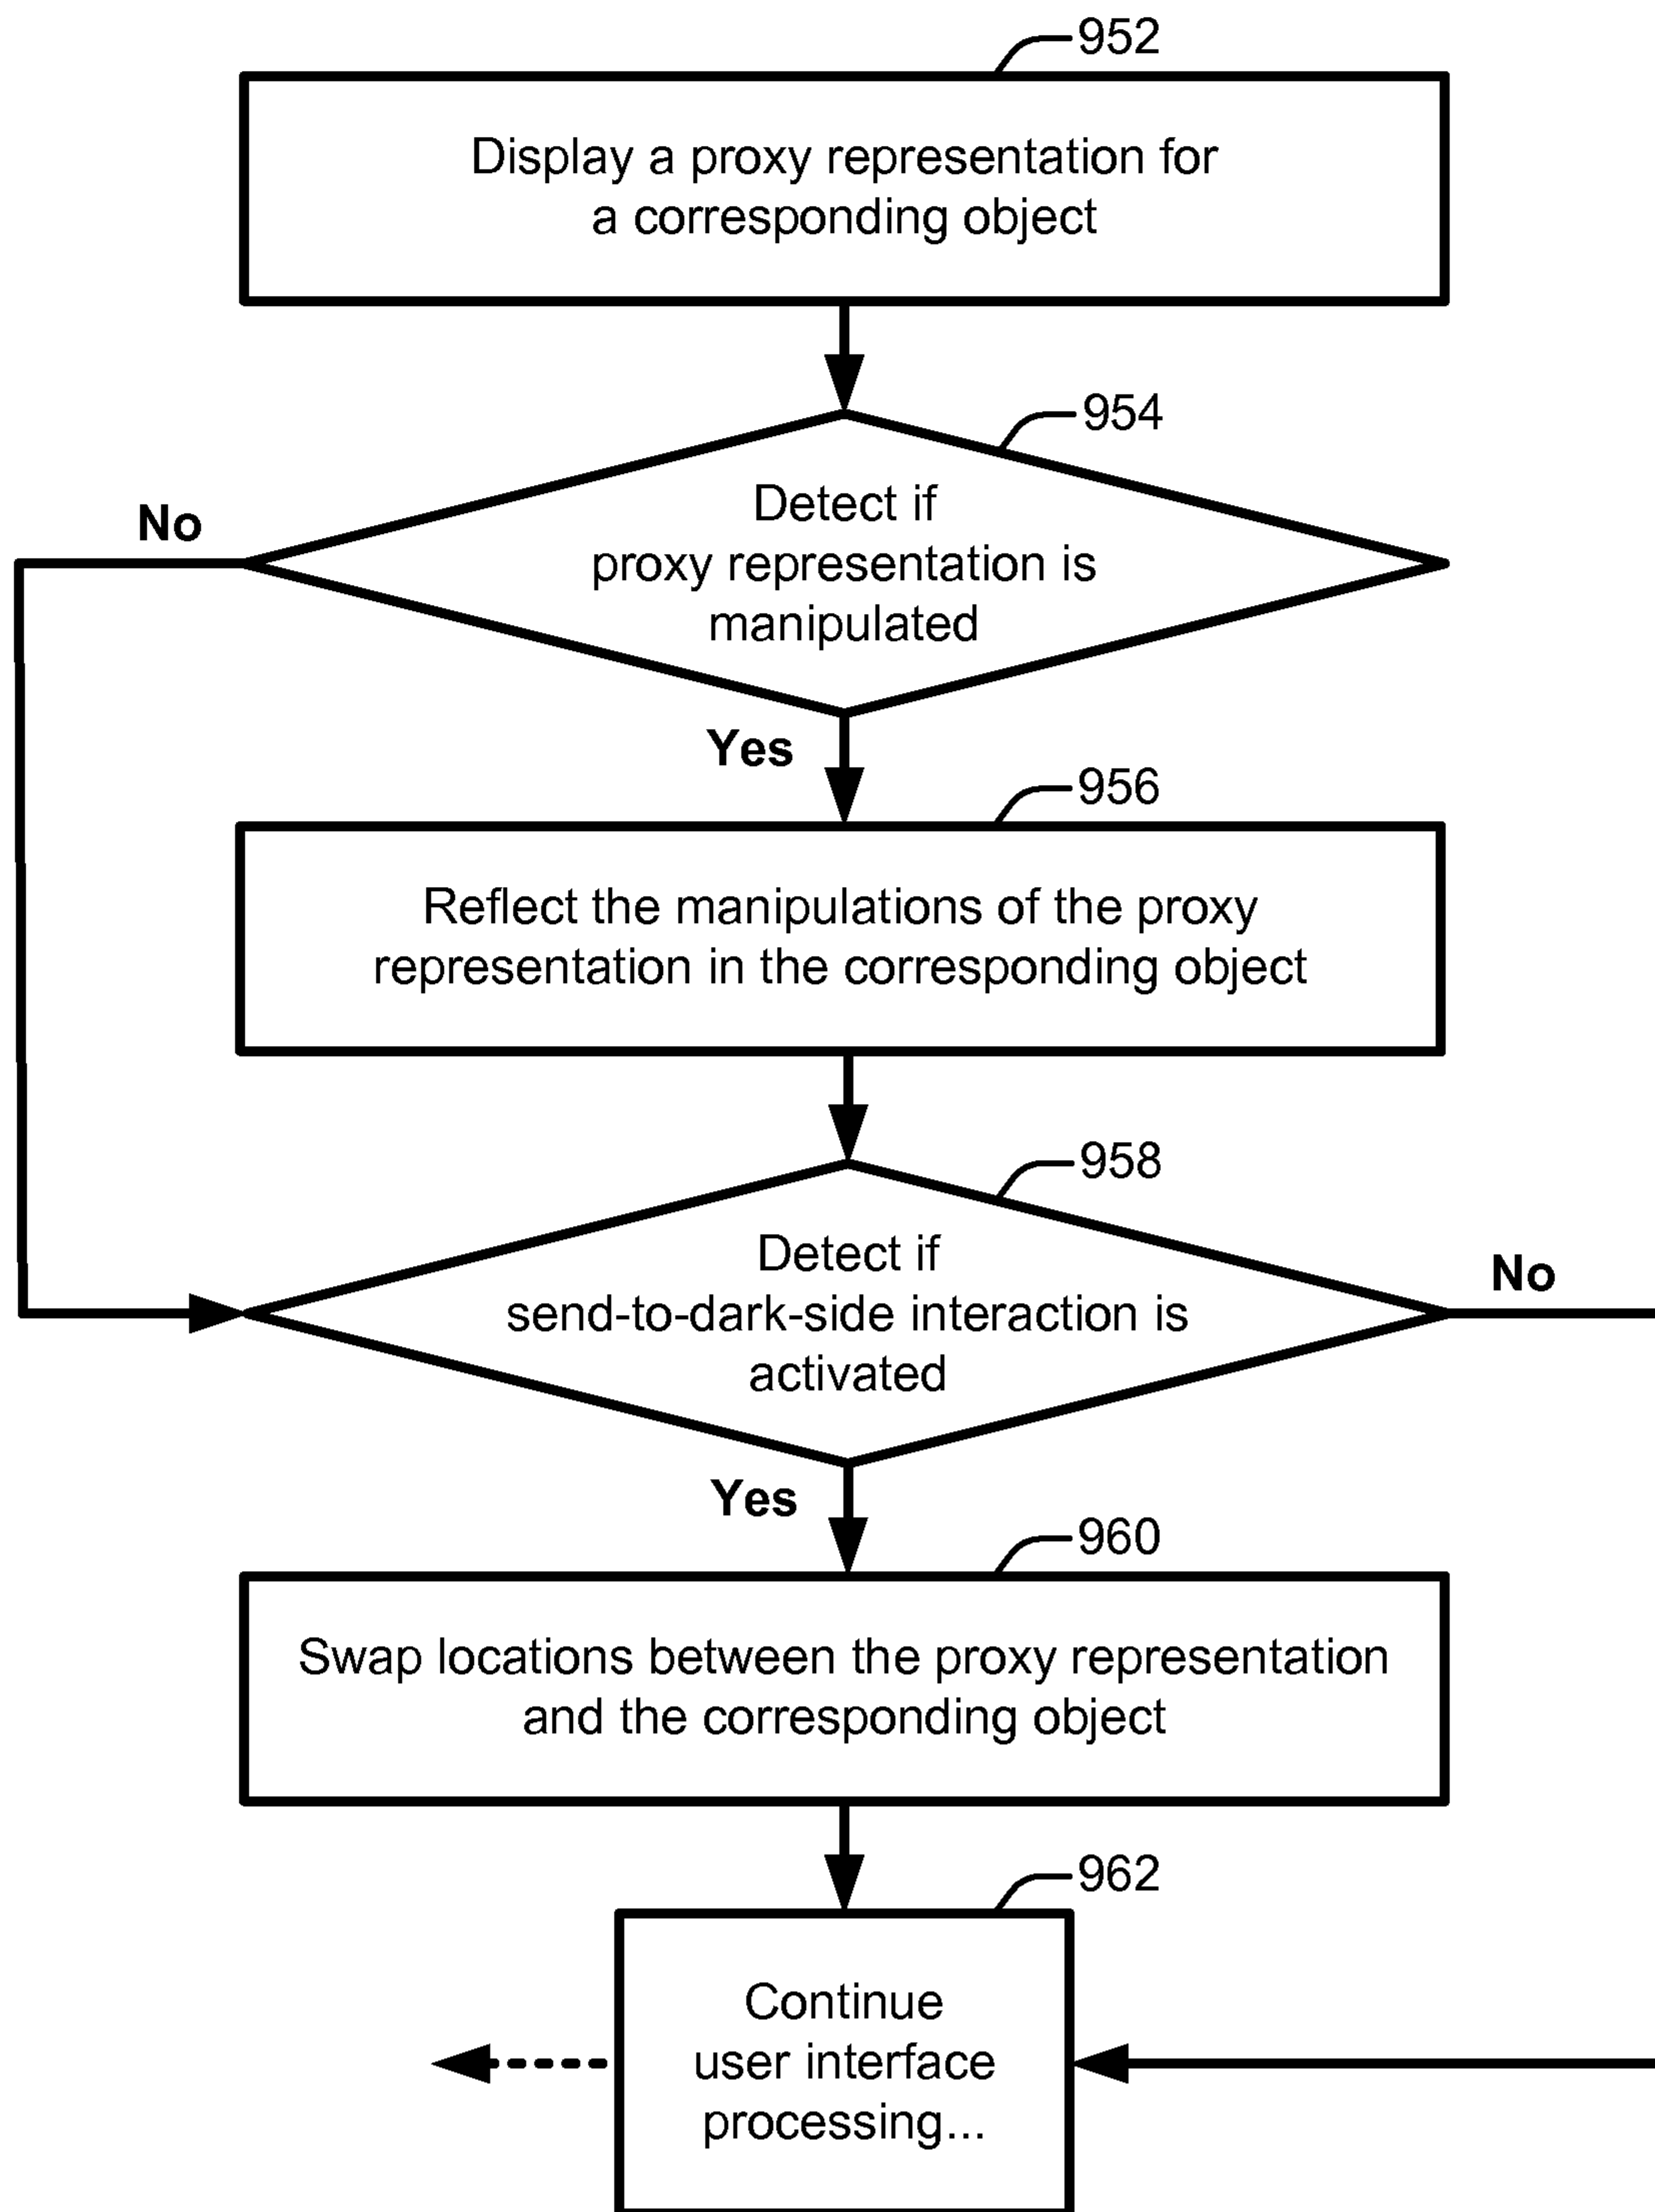 952
Display a proxy representation for
a corresponding object
954
Detect if
proxy representation is
manipulated
No
Yes
956
Reflect the manipulations of the proxy
representation in the corresponding object
958
Detect if
send-to-dark-side interaction is
activated
No
Yes
960
Swap locations between the proxy representation
and the corresponding object
962
Continue
user interface
processing...